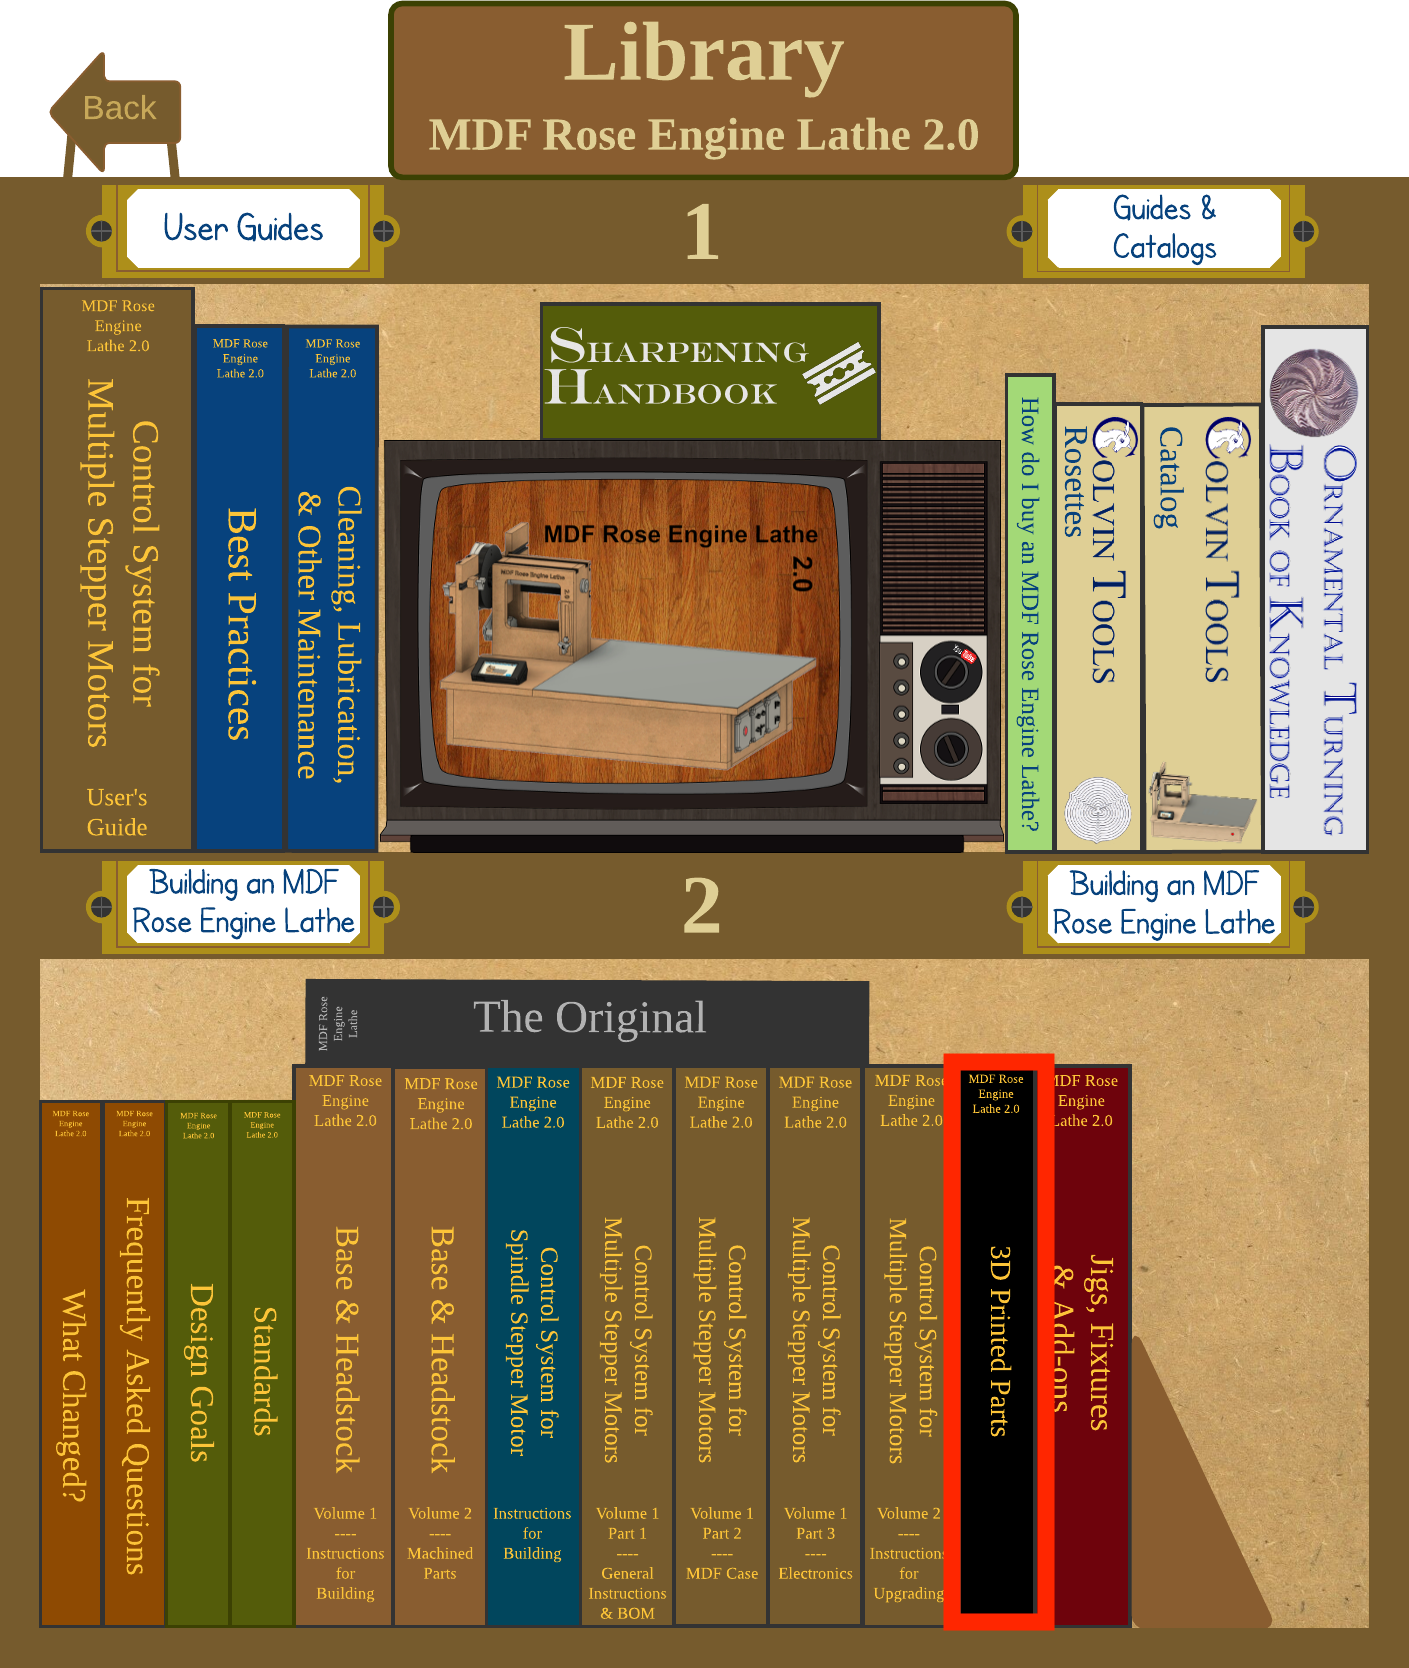 Library
MDF Rose Engine Lathe 2.0
Back
User Guides
1
Guides &
Catalogs
MDF Rose
Engine
Lathe 2.0
Control System for
Multiple Stepper Motors
User's
Guide
MDF Rose
Engine
Lathe 2.0
Best Practices
MDF Rose
Engine
Lathe 2.0
Cleaning, Lubrication,
& Other Maintenance
SHARPENING
HANDBOOK
MDF Rose Engine Lathe
2.0
MDF Rose Engine Lathe
You Tube
How do I buy an MDF Rose Engine Lathe?
COLVIN TOOLS
Rosettes
COLVIN TOOLS
Catalog
ORNAMENTAL TURNING
BOOK OF KNOWLEDGE
Building an MDF
Rose Engine Lathe
2
Building an MDF
Rose Engine Lathe
MDF Rose
Engine
Lathe
The Original
MDF Rose
Engine
Lathe 2.0
What Changed?
MDF Rose
Engine
Lathe 2.0
Frequently Asked Questions
MDF Rose
Engine
Lathe 2.0
Design Goals
MDF Rose
Engine
Lathe 2.0
Standards
MDF Rose
Engine
Lathe 2.0
Base & Headstock
Volume 1
----
Instructions
for
Building
MDF Rose
Engine
Lathe 2.0
Base & Headstock
Volume 2
----
Machined
Parts
MDF Rose
Engine
Lathe 2.0
Control System for
Spindle Stepper Motor
Instructions
for
Building
MDF Rose
Engine
Lathe 2.0
Control System for
Multiple Stepper Motors
Volume 1
Part 1
----
General
Instructions
& BOM
MDF Rose
Engine
Lathe 2.0
Control System for
Multiple Stepper Motors
Volume 1
Part 2
----
MDF Case
MDF Rose
Engine
Lathe 2.0
Control System for
Multiple Stepper Motors
Volume 1
Part 3
----
Electronics
MDF Rose
Engine
Lathe 2.0
Control System for
Multiple Stepper Motors
Volume 2
----
Instructions
for
Upgrading
MDF Rose
Engine
Lathe 2.0
3D Printed Parts
MDF Rose
Engine
Lathe 2.0
Jigs, Fixtures
& Add-ons